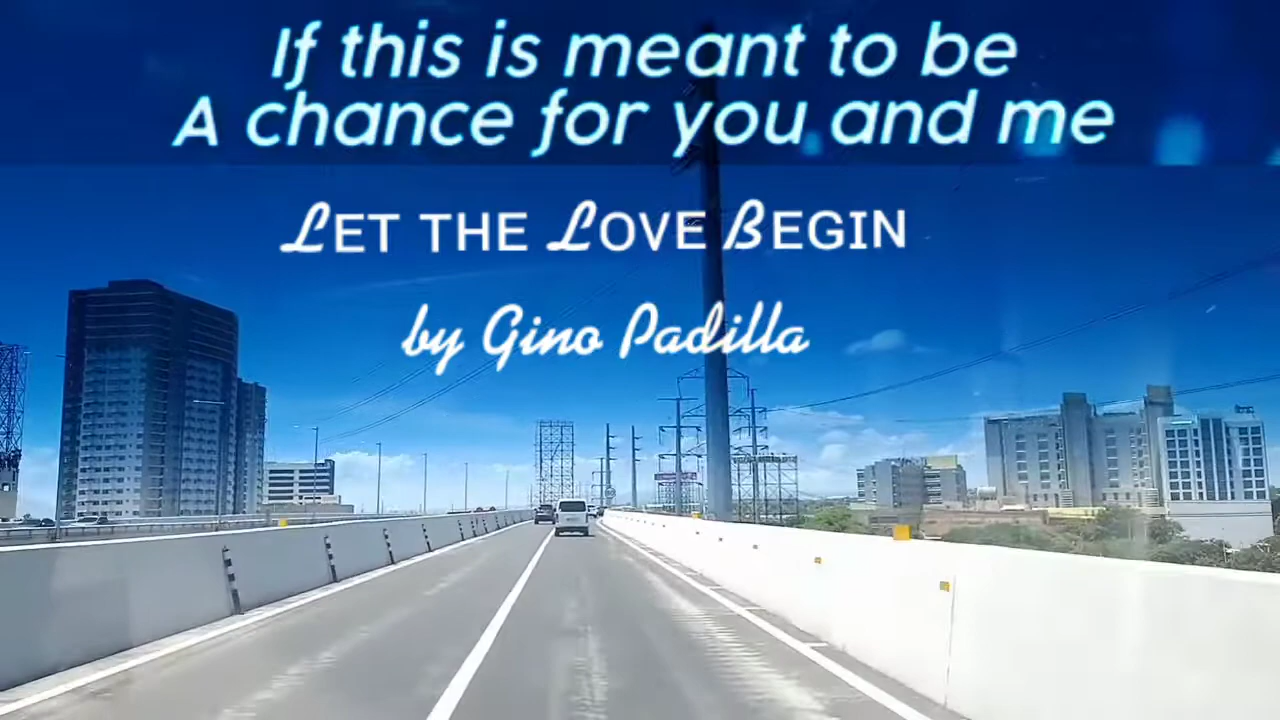 If this is meant to be
A chance for you and me
LET THE LOVE BEGIN
by Gino Padilla